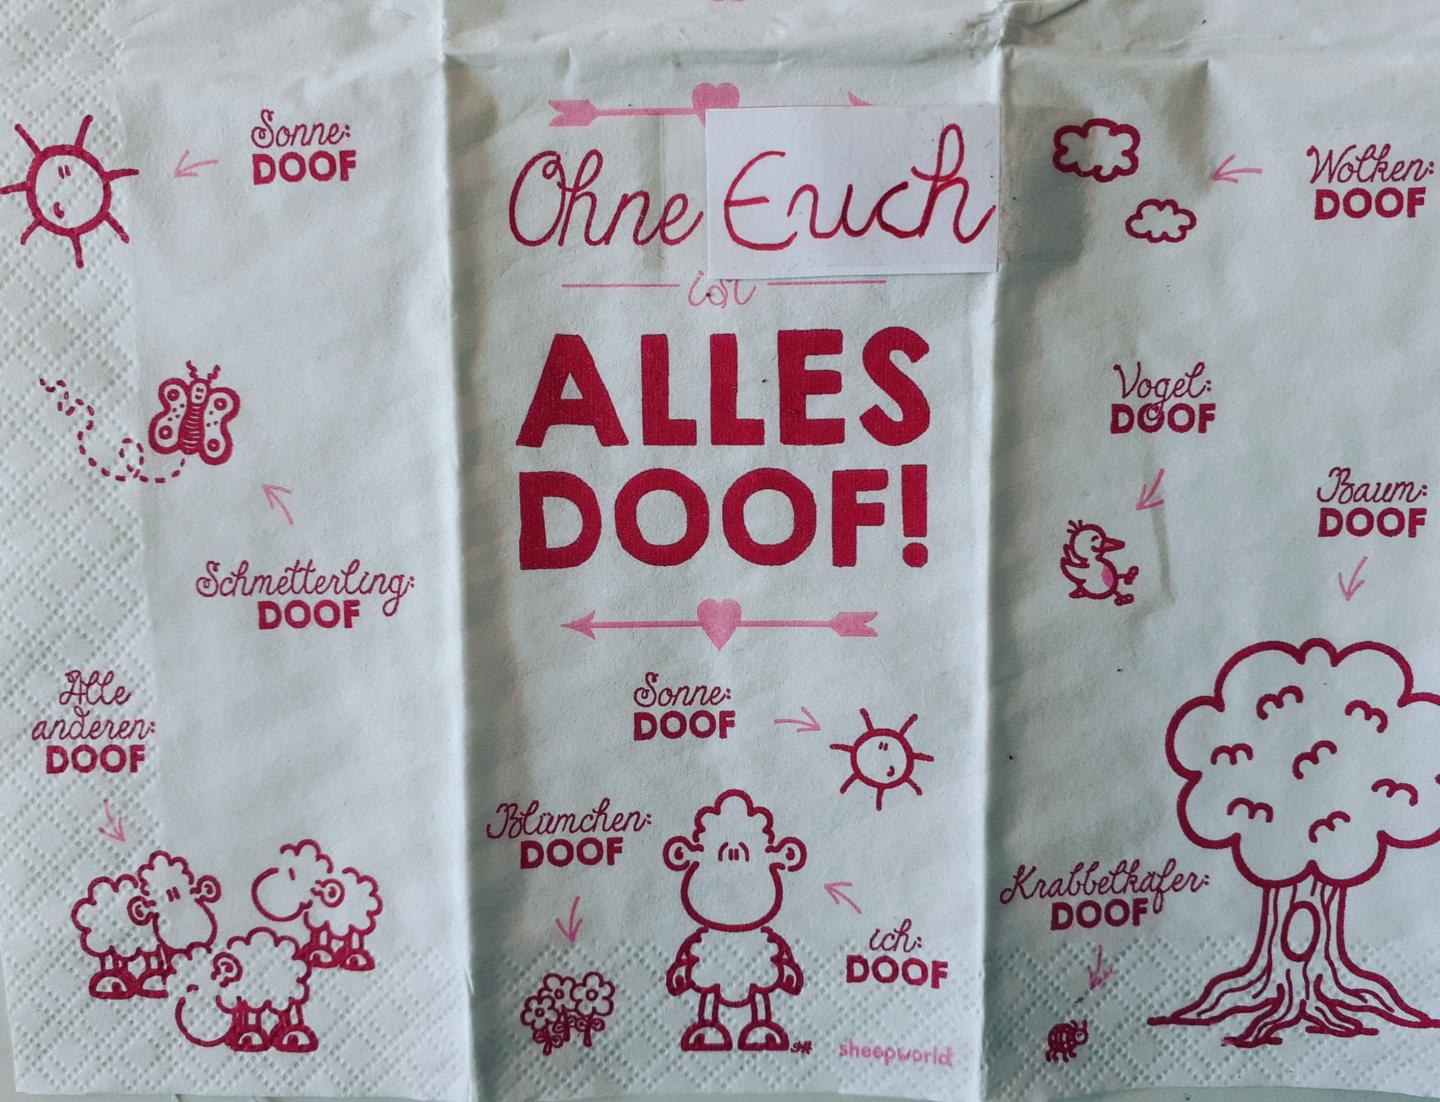 Sonne:
DOOF
Schmetterling:
DOOF
Alle
anderen:
DOOF
Ohne Euch
ist
ALLES
DOOF!
Sonne:
DOOF
Blümchen:
DOOF
ich:
DOOF
sheepworld
Wolken:
DOOF
Vogel:
DOOF
Baum:
DOOF
Krabbelkäfer:
DOOF